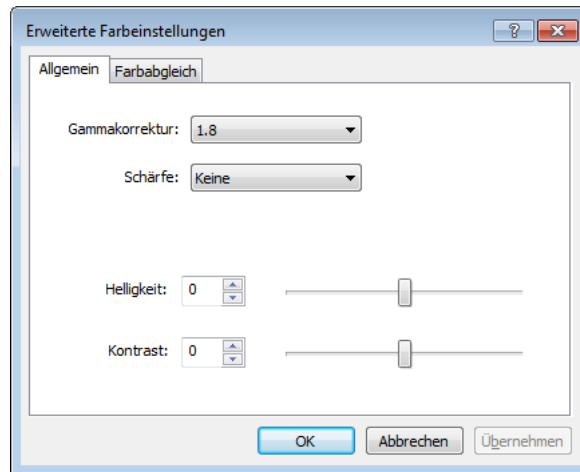 Erweiterte Farbeinstellungen
Allgemein Farbabgleich
Gammakorrektur: 1.8
Schärfe: Keine
Helligkeit: 0
Kontrast: 0
OK Abbrechen Übernehmen